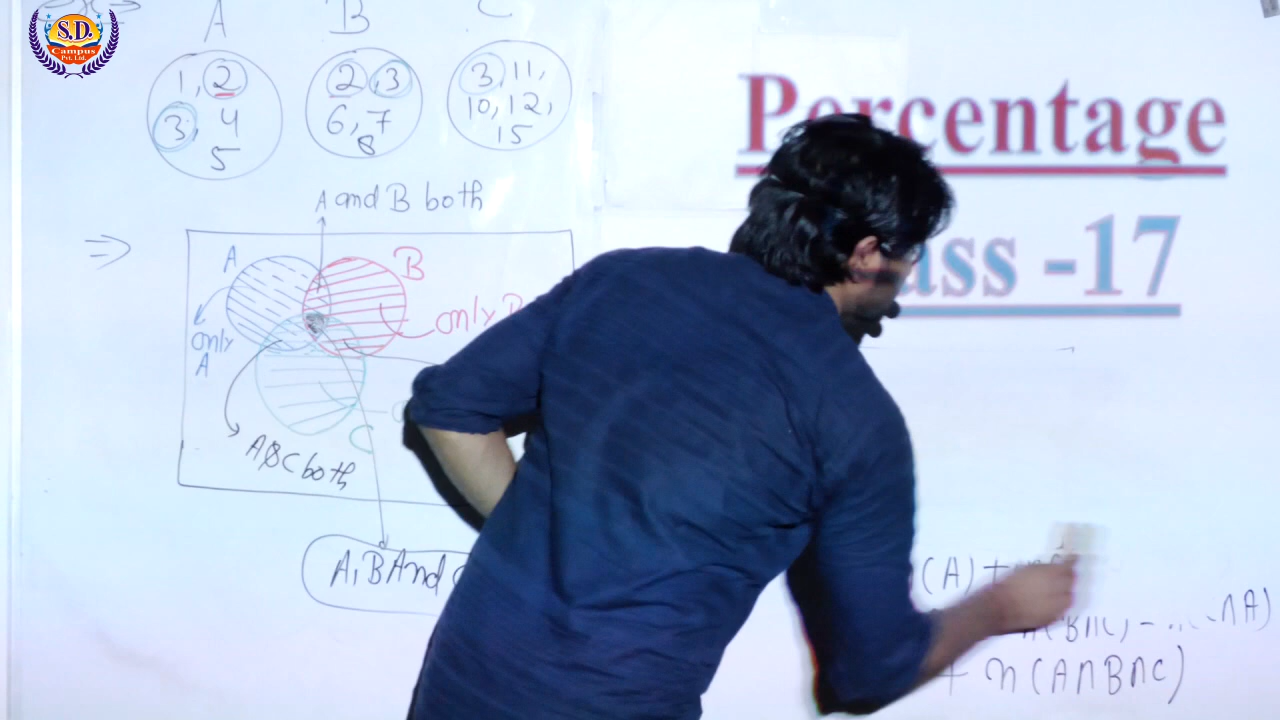 S.D.
Campus
Pvt. Ltd.
A B C
1, 2
3, 4
5
2, 3
6, 7
8
3, 11,
10, 12,
15
A and B both
⇒
A
B
only
A
only B
C
A&C both
A, B And
Percentage
ass -17
(A) +
n(B∩C) - ∩A)
+ n(A∩B∩C)